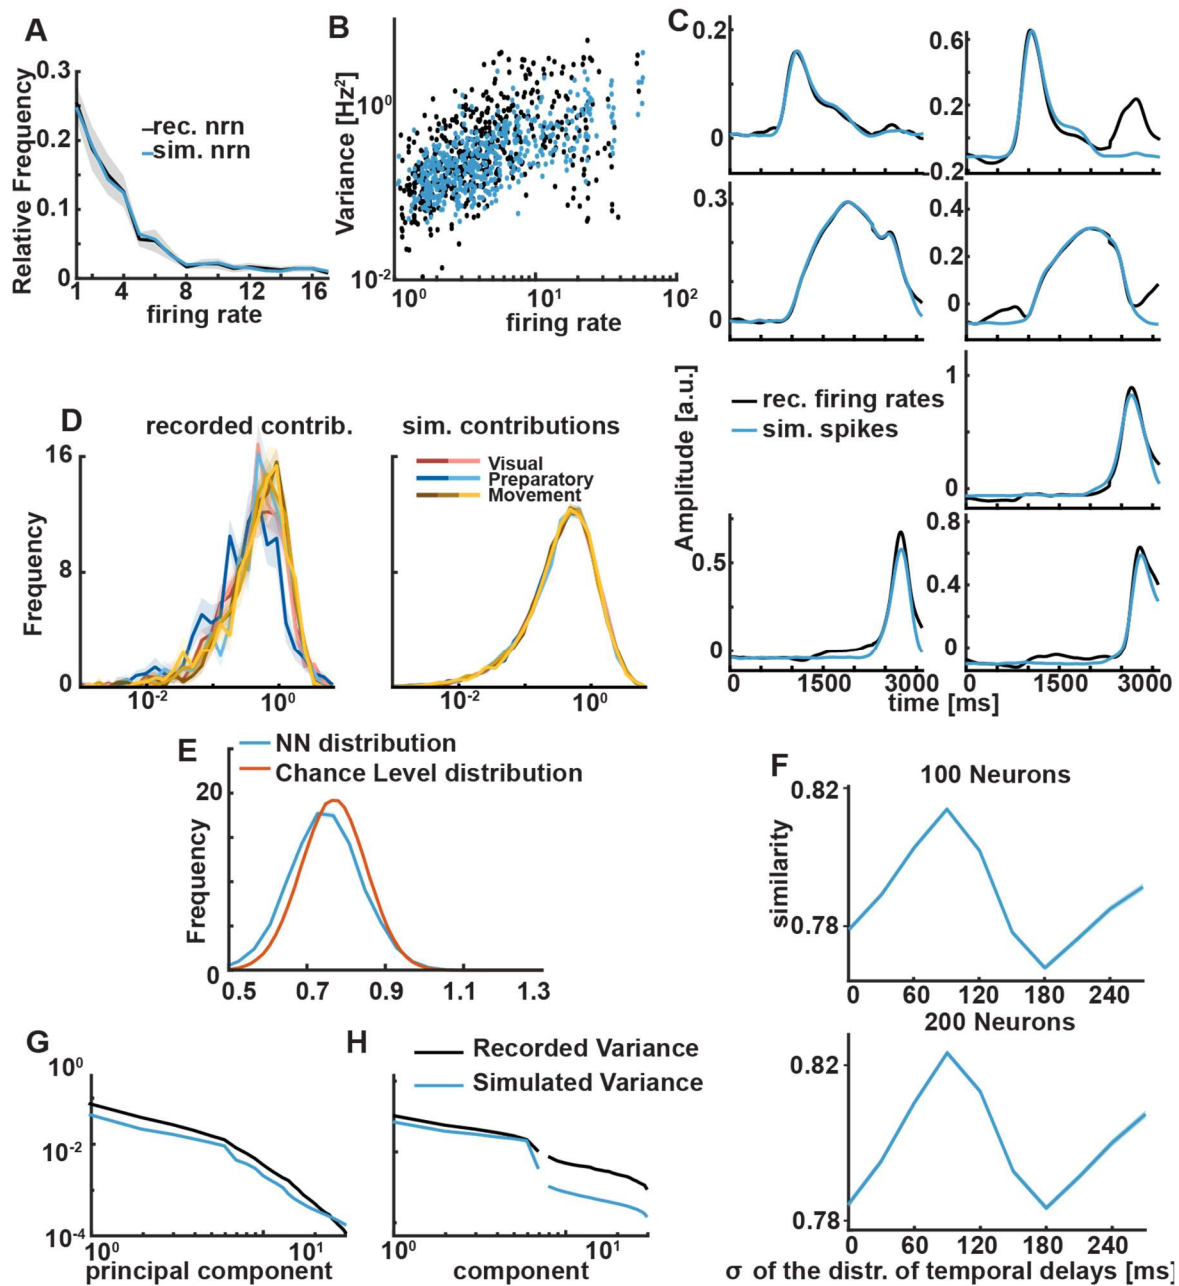 A
0.3
0.2
0.1
0
Relative Frequency
–rec. nrn
–sim. nrn
1 4 8 12 16
firing rate
B
Variance [Hz²]
10⁰
10⁻²
10⁰ 10¹ 10²
firing rate
C
0.2
0
0.6
0.2
0.2
0.3
0
0.4
0.2
0
Amplitude [a.u.]
rec. firing rates
sim. spikes
1
0
0.5
0
0 1500 3000
0.8
0.4
0
0 1500 3000
time [ms]
D
recorded contrib.
sim. contributions
16
8
0
Frequency
10⁻² 10⁰
Visual
Preparatory
Movement
10⁻² 10⁰
E
NN distribution
Chance Level distribution
20
0
Frequency
0.5 0.7 0.9 1.1 1.3
F
100 Neurons
0.82
0.78
similarity
0 60 120 180 240
200 Neurons
0.82
0.78
0 60 120 180 240
σ of the distr. of temporal delays [ms]
G
10⁰
10⁻²
10⁻⁴
10⁰ 10¹
principal component
H
Recorded Variance
Simulated Variance
10⁰ 10¹
component